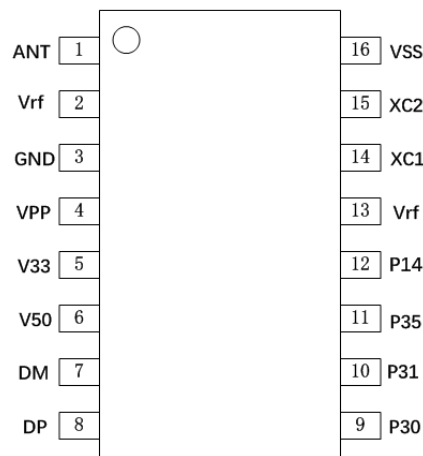 ANT 1 16 VSS
Vrf 2 15 XC2
GND 3 14 XC1
VPP 4 13 Vrf
V33 5 12 P14
V50 6 11 P35
DM 7 10 P31
DP 8 9 P30